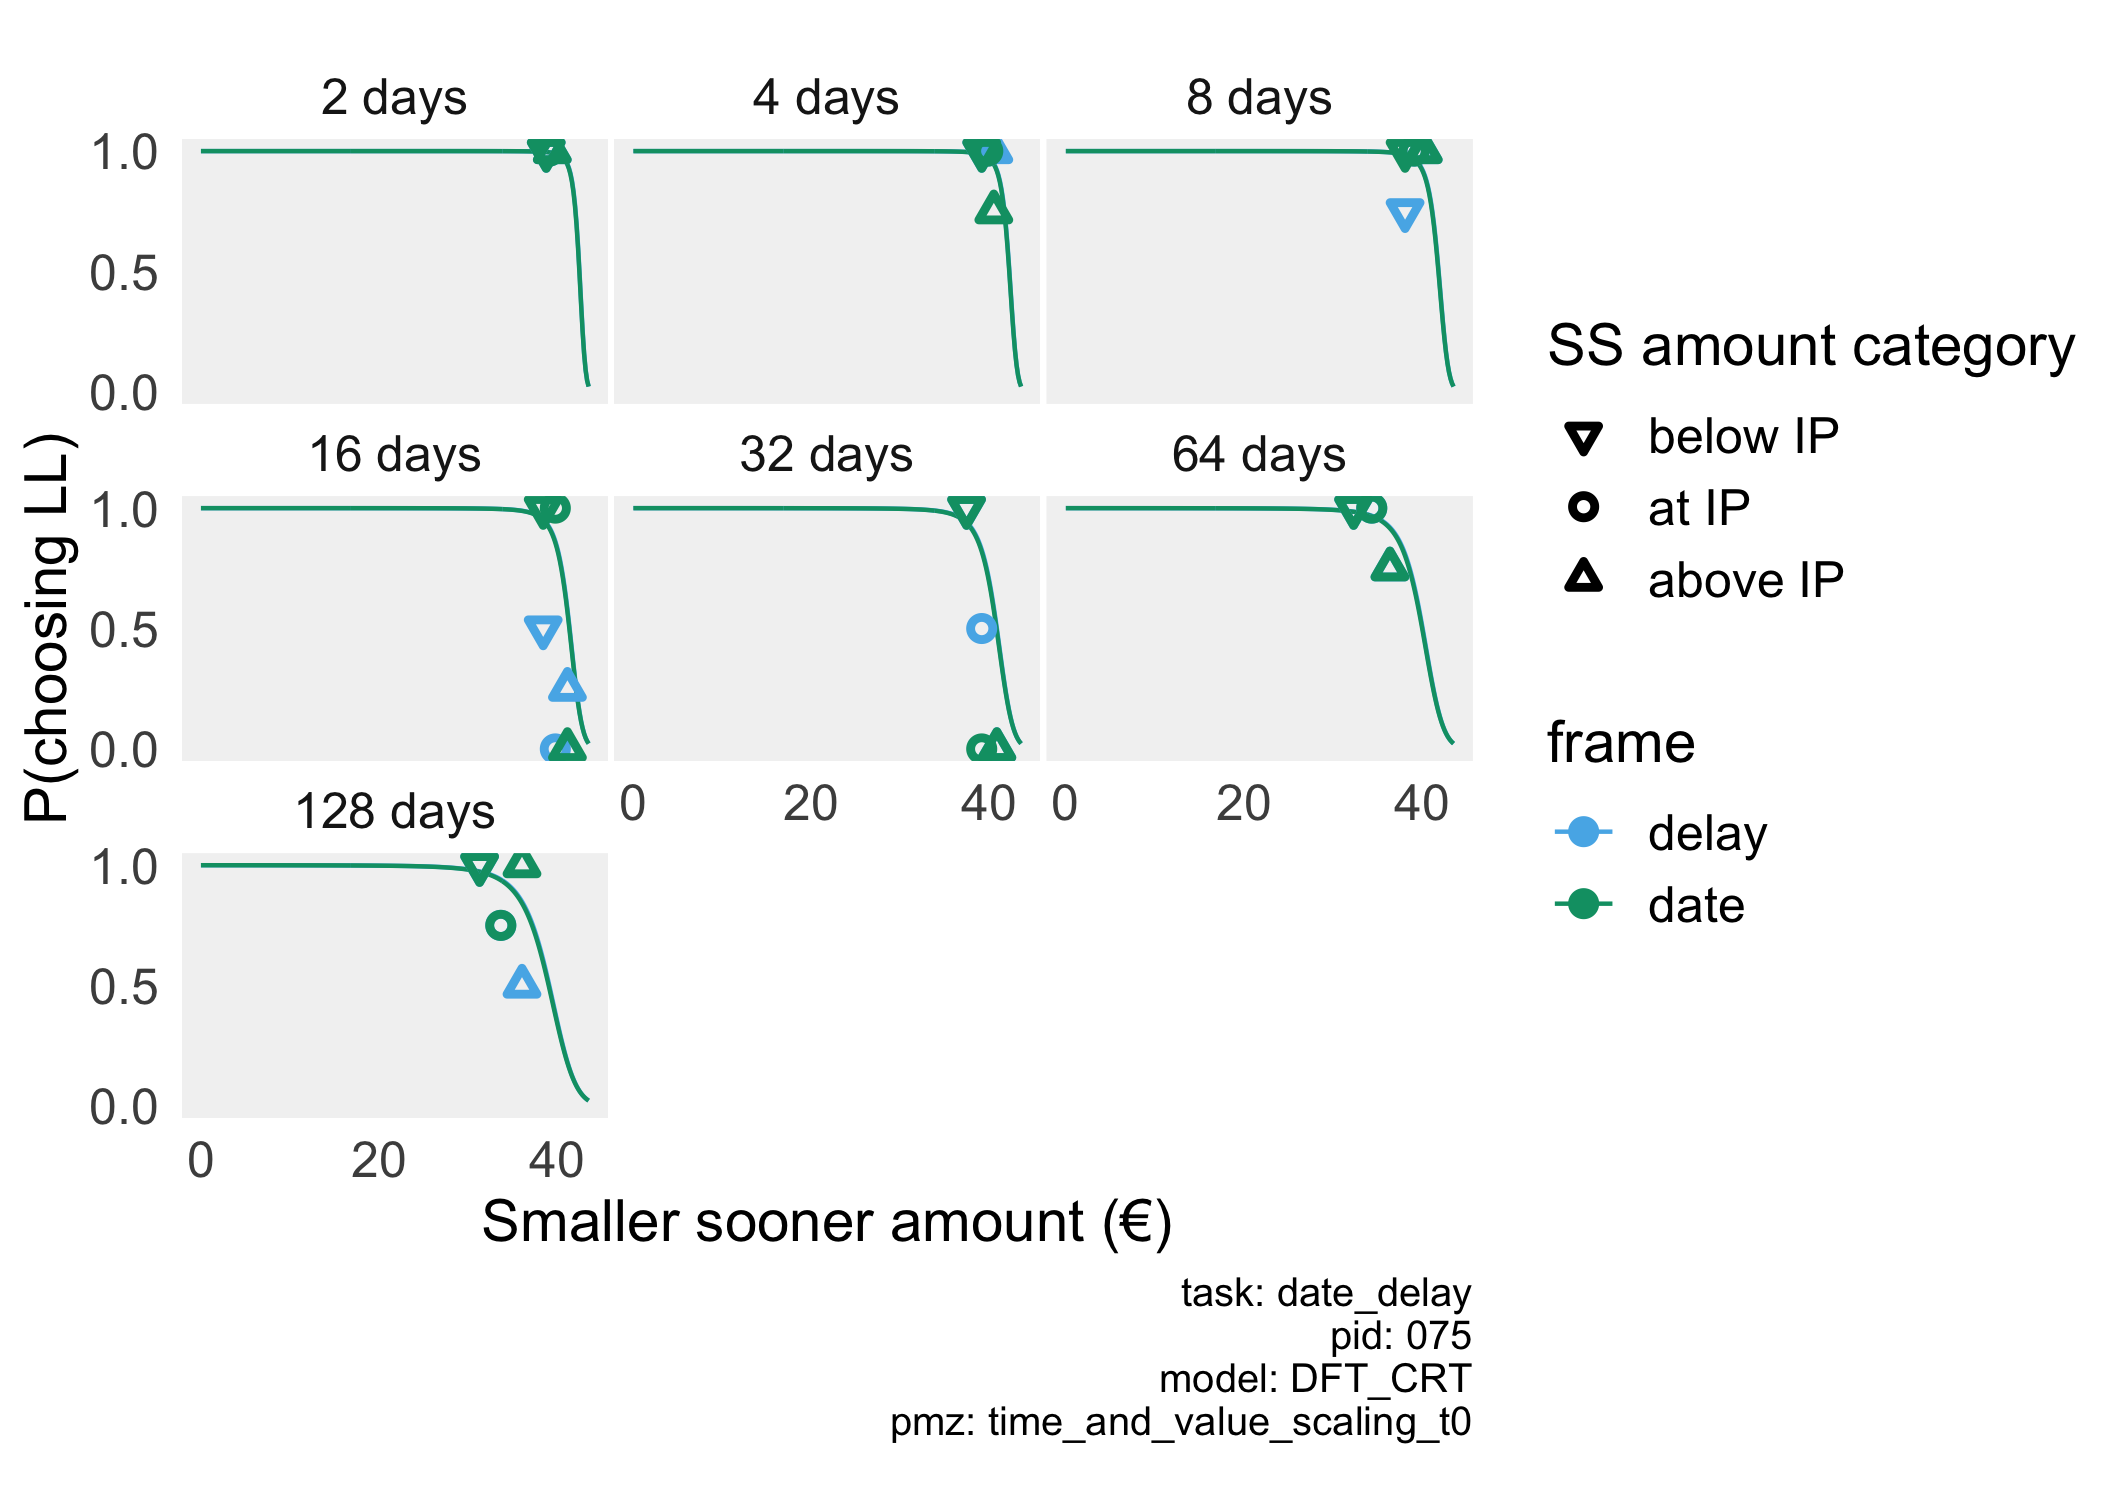 2 days
4 days
8 days
1.0
0.5
0.0
16 days
32 days
64 days
1.0
0.5
0.0
0
20
40
0
20
40
128 days
1.0
0.5
0.0
0
20
40
P(choosing LL)
Smaller sooner amount (€)
SS amount category
below IP
at IP
above IP
frame
delay
date
task: date_delay
pid: 075
model: DFT_CRT
pmz: time_and_value_scaling_t0